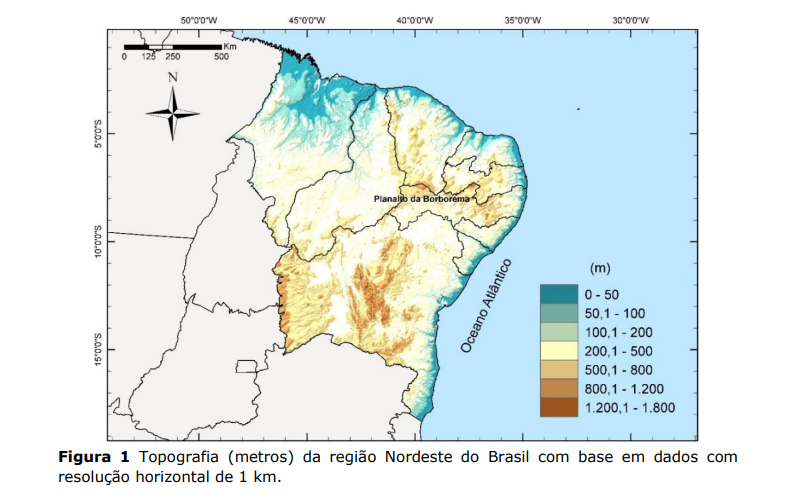 50°0'0"W 45°0'0"W 40°0'0"W 35°0'0"W 30°0'0"W
Km
0 125 250 500
N
5°0'0"S
Planalto da Borborema
10°0'0"S
15°0'0"S
Oceano Atlântico
(m)
0 - 50
50,1 - 100
100,1 - 200
200,1 - 500
500,1 - 800
800,1 - 1.200
1.200,1 - 1.800
Figura 1 Topografia (metros) da região Nordeste do Brasil com base em dados com
resolução horizontal de 1 km.